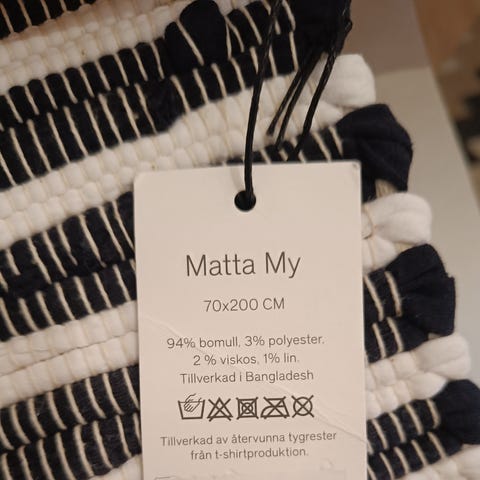 Matta My
70x200 CM
94% bomull, 3% polyester.
2 % viskos, 1% lin.
Tillverkad i Bangladesh
Tillverkad av återvunna tygrester
från t-shirtproduktion.